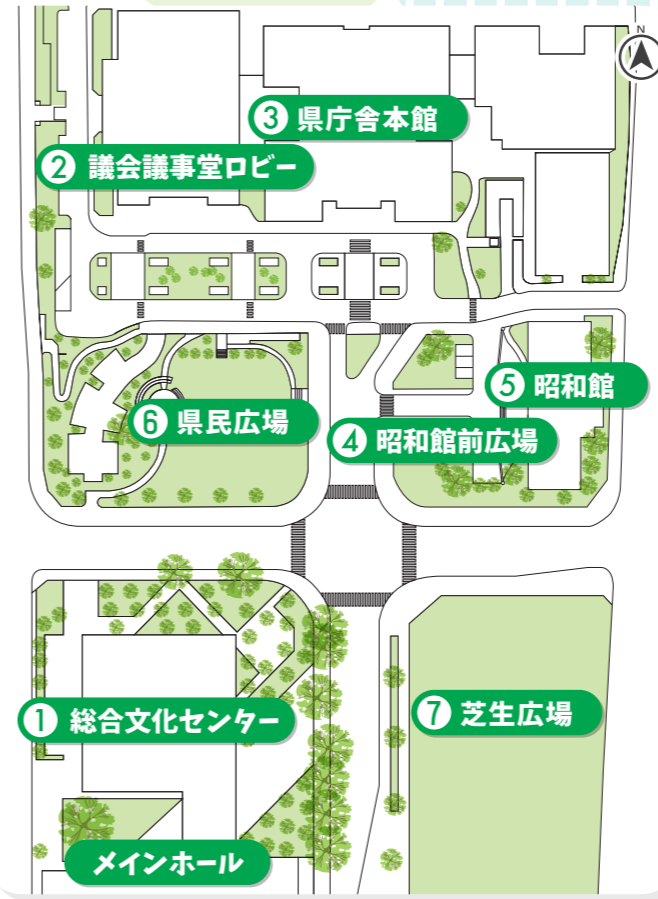 N
③ 県庁舎本館
② 議会議事堂ロビー
⑤ 昭和館
⑥ 県民広場
④ 昭和館前広場
① 総合文化センター
⑦ 芝生広場
メインホール